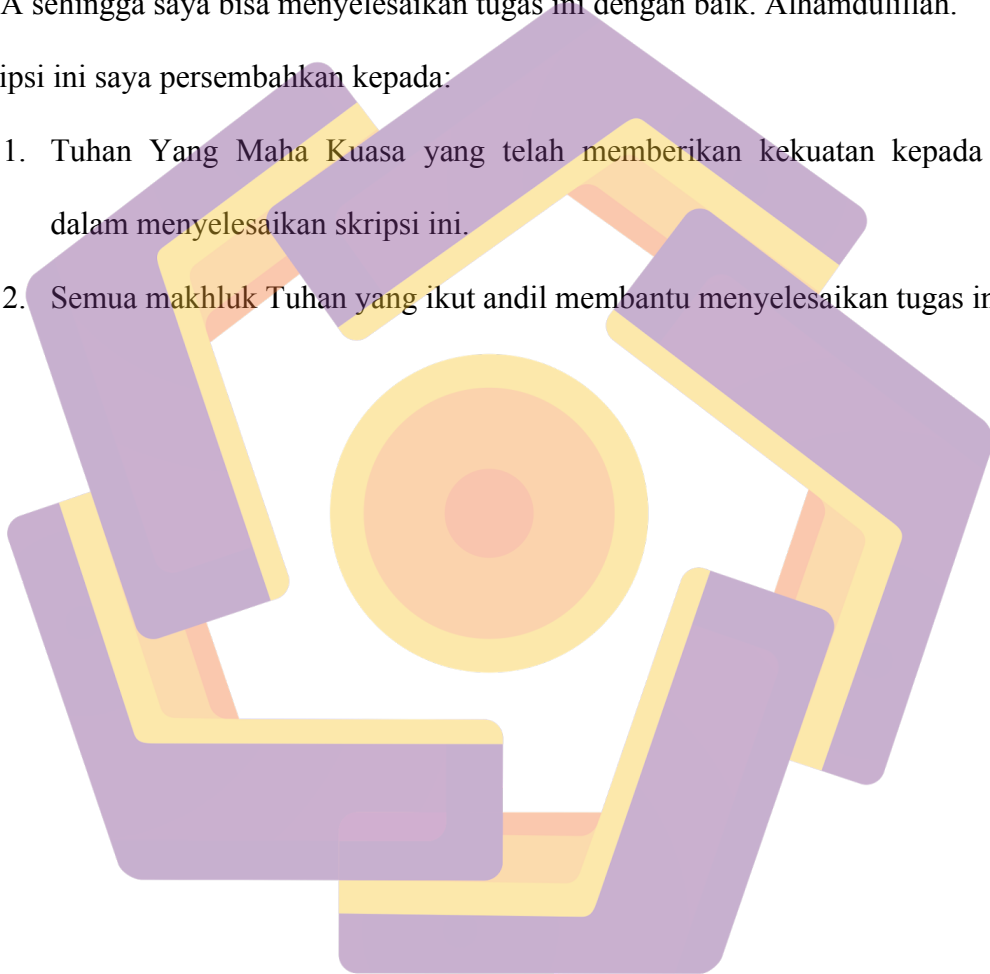 A sehingga saya bisa menyelesaikan tugas ini dengan baik. Alhamdulillah.
ipsi ini saya persembahkan kepada:
1. Tuhan Yang Maha Kuasa yang telah memberikan kekuatan kepada
dalam menyelesaikan skripsi ini.
2. Semua makhluk Tuhan yang ikut andil membantu menyelesaikan tugas in